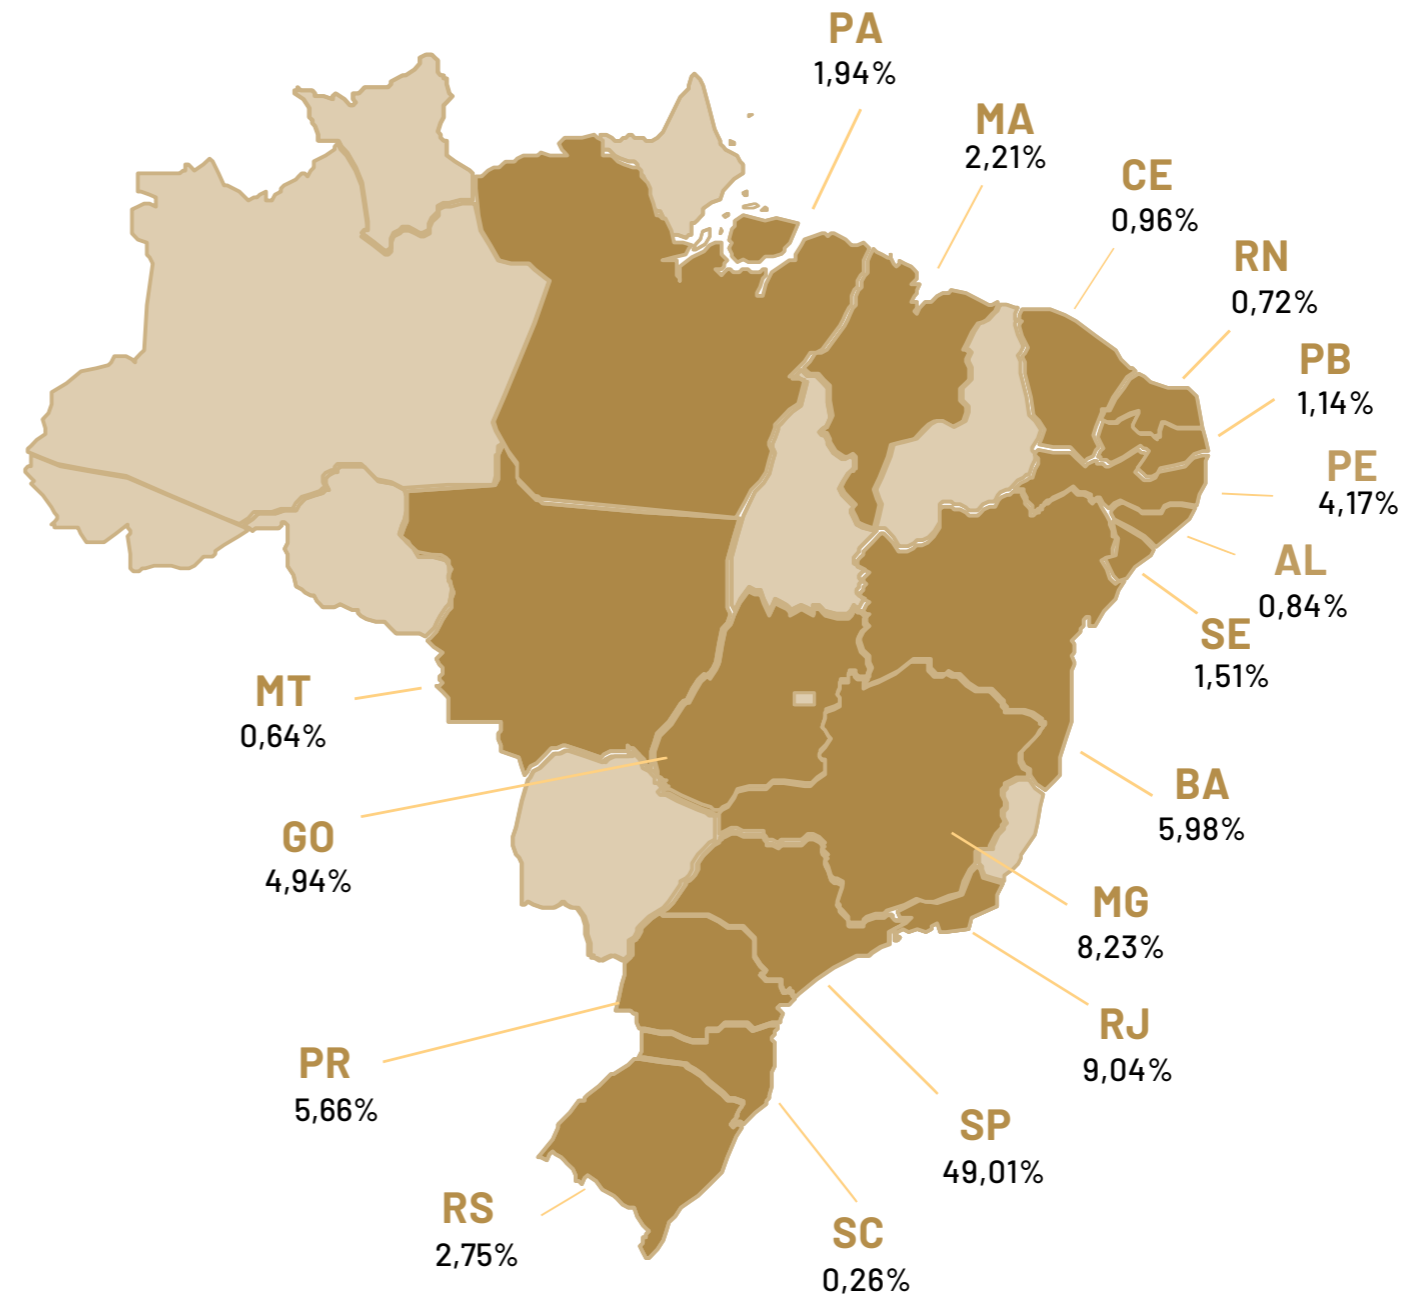 PA
1,94%
MA
2,21%
CE
0,96%
RN
0,72%
PB
1,14%
PE
4,17%
AL
0,84%
SE
1,51%
MT
0,64%
BA
5,98%
GO
4,94%
MG
8,23%
RJ
9,04%
PR
5,66%
SP
49,01%
RS
2,75%
SC
0,26%